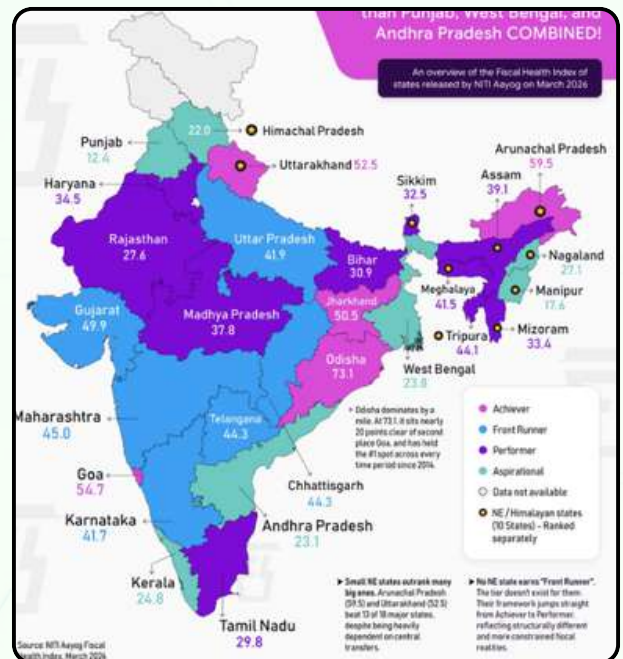 than Punjab, West Bengal, and
Andhra Pradesh COMBINED!
An overview of the Fiscal Health Index of
states released by NITI Aayog on March 2026
22.0
Himachal Pradesh
Punjab
12.4
Uttarakhand 52.5
Arunachal Pradesh
59.5
Haryana
34.5
Sikkim
32.5
Assam
39.1
Rajasthan
27.6
Uttar Pradesh
41.9
Bihar
30.9
Nagaland
27.1
Meghalaya
41.5
Manipur
17.6
Gujarat
49.9
Madhya Pradesh
37.8
Jharkhand
50.5
Tripura
44.1
Mizoram
33.4
Odisha
73.1
West Bengal
23.8
Maharashtra
45.0
Telangana
44.3
Odisha dominates by a
mile. At 73.1, it sits nearly
20 points clear of second
place Goa, and has held
the #1 spot across every
time period since 2014.
Achiever
Front Runner
Performer
Aspirational
Data not available
NE / Himalayan states
(10 States) - Ranked
separately
Goa
54.7
Chhattisgarh
44.3
Karnataka
41.7
Andhra Pradesh
23.1
Kerala
24.8
Tamil Nadu
29.8
Small NE states outrank many
big ones. Arunachal Pradesh
(59.5) and Uttarakhand (52.5)
beat 13 of 18 major states,
despite being heavily
dependent on central
transfers.
No NE state earns "Front Runner".
The tier doesn't exist for them.
Their framework jumps straight
from Achiever to Performer,
reflecting structurally different
and more constrained fiscal
realities.
Source: NITI Aayog Fiscal
Health Index, March 2026